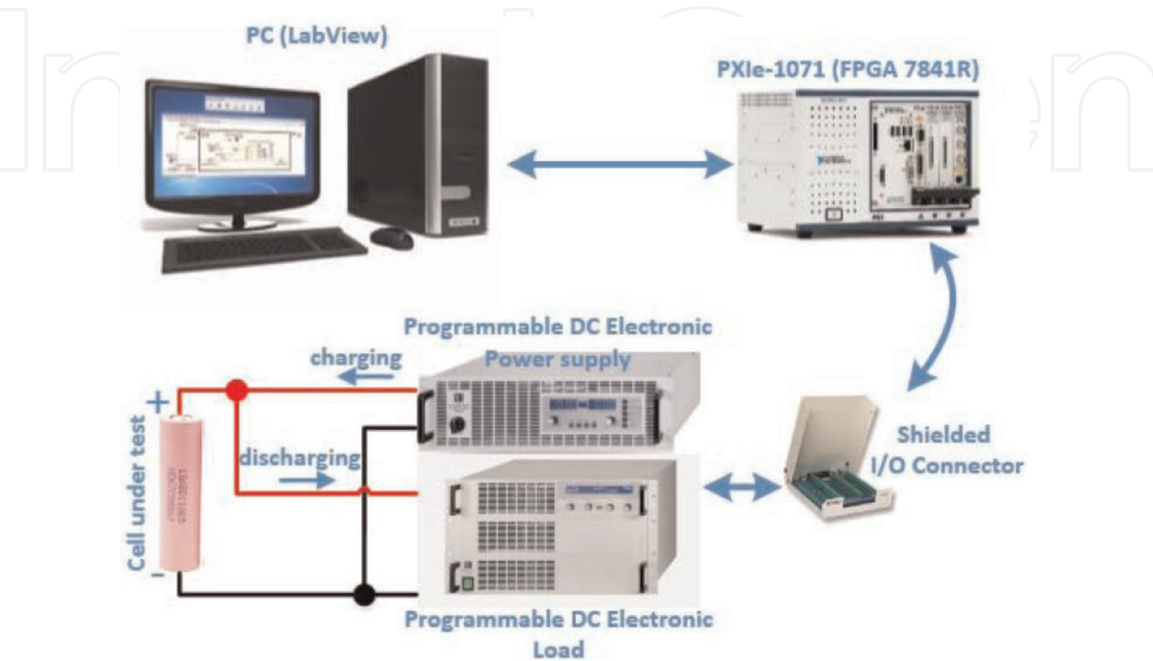 PC (LabView)
PXIe-1071 (FPGA 7841R)
Programmable DC Electronic
Power supply
charging
+
Cell under test
discharging
-
Shielded
I/O Connector
Programmable DC Electronic
Load